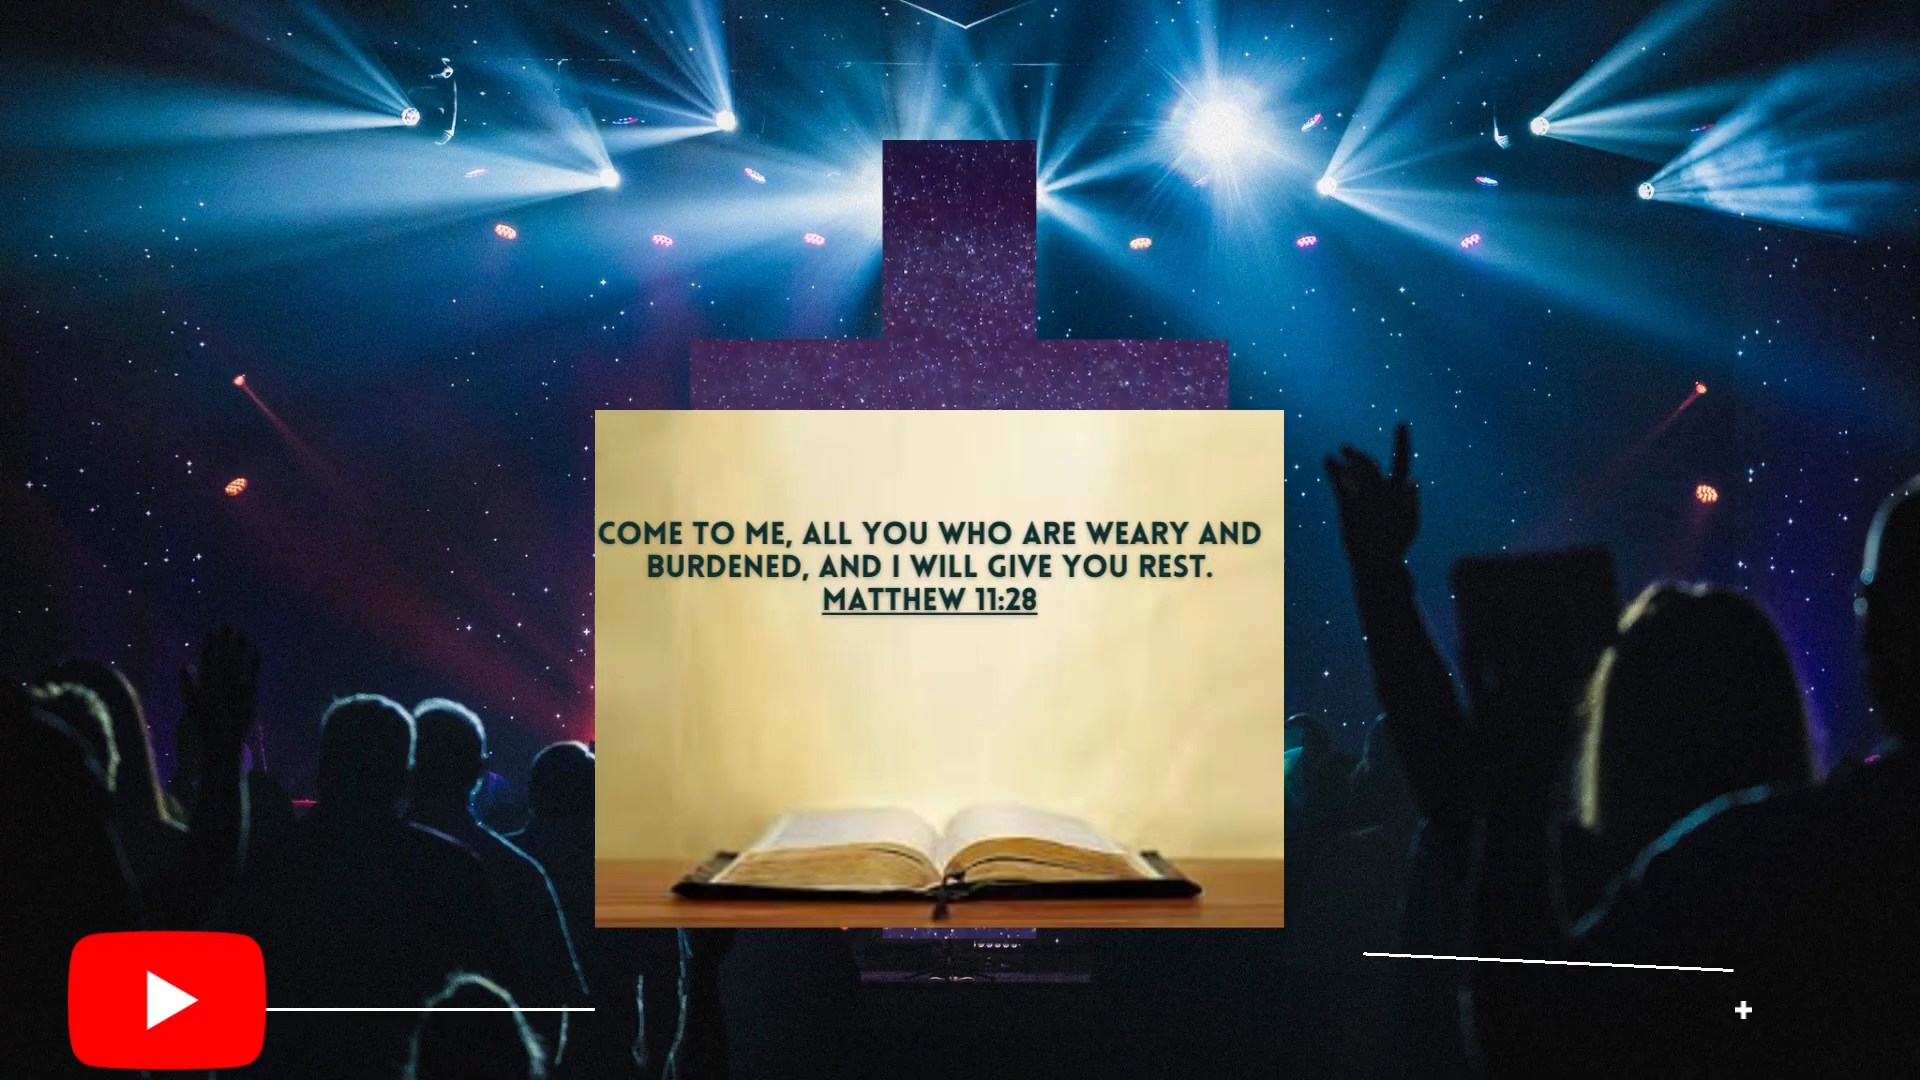 COME TO ME, ALL YOU WHO ARE WEARY AND
BURDENED, AND I WILL GIVE YOU REST.
MATTHEW 11:28